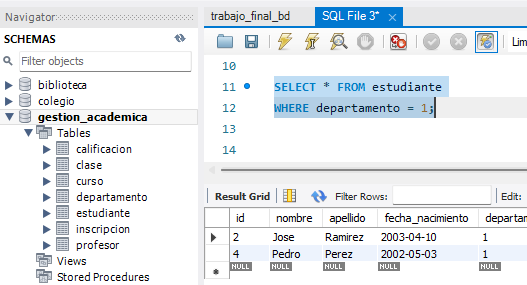 Navigator:
SCHEMAS
Filter objects
biblioteca
colegio
gestion_academica
Tables
calificacion
clase
curso
departamento
estudiante
inscripcion
profesor
Views
Stored Procedures
trabajo_final_bd
SQL File 3*
Lim
10
11 SELECT * FROM estudiante
12 WHERE departamento = 1;
13
14
Result Grid Filter Rows: Edit:
id nombre apellido fecha_nacimiento departa
2 Jose Ramirez 2003-04-10 1
4 Pedro Perez 2002-05-03 1
NULL NULL NULL NULL NULL